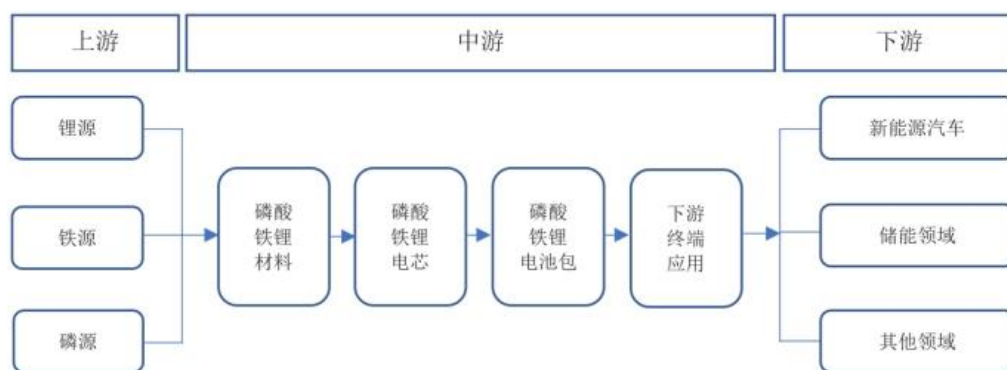 上游
中游
下游
锂源
铁源
磷源
磷酸
铁锂
材料
磷酸
铁锂
电芯
磷酸
铁锂
电池包
下游
终端
应用
新能源汽车
储能领域
其他领域